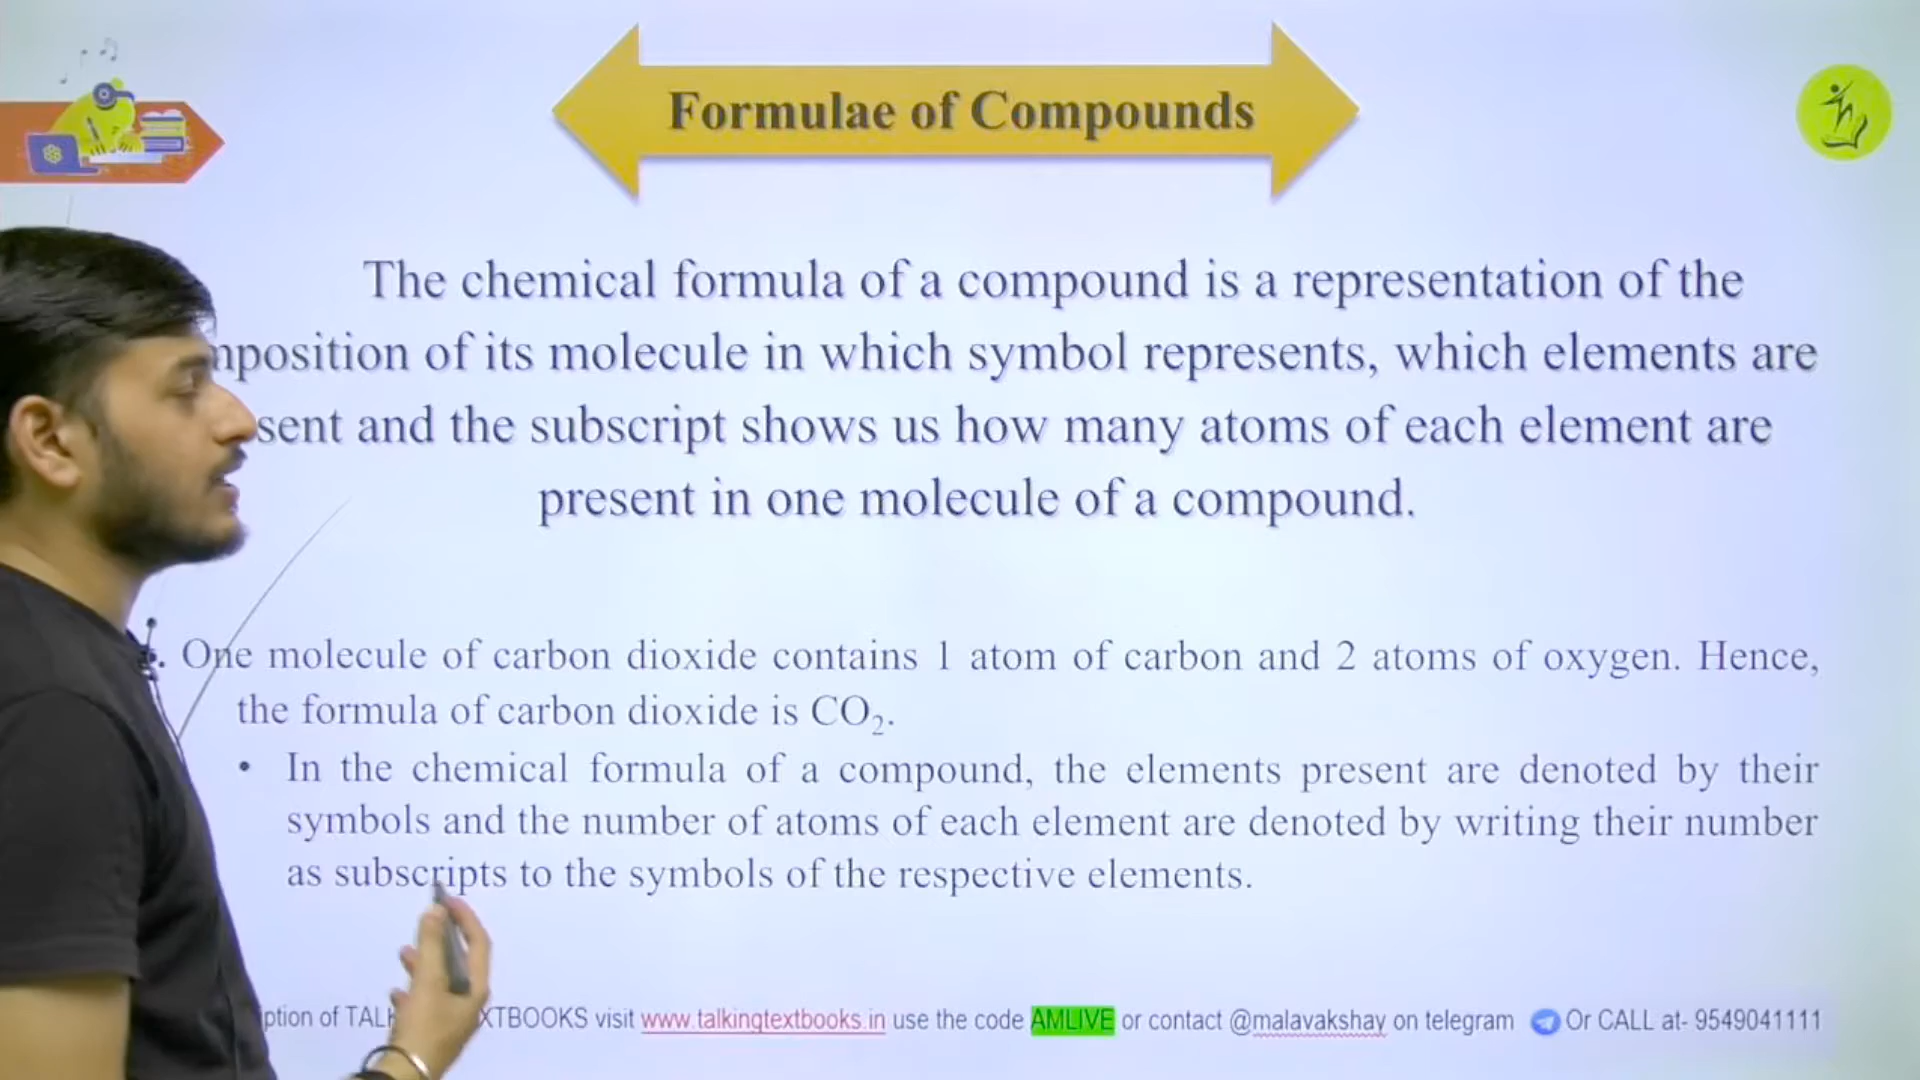 Formulae of Compounds
The chemical formula of a compound is a representation of the
position of its molecule in which symbol represents, which elements are
sent and the subscript shows us how many atoms of each element are
present in one molecule of a compound.
. One molecule of carbon dioxide contains 1 atom of carbon and 2 atoms of oxygen. Hence,
the formula of carbon dioxide is CO₂.
• In the chemical formula of a compound, the elements present are denoted by their
symbols and the number of atoms of each element are denoted by writing their number
as subscripts to the symbols of the respective elements.
iption of TALK XTBOOKS visit www.talkingtextbooks.in use the code AMLIVE or contact @malavakshay on telegram Or CALL at- 9549041111